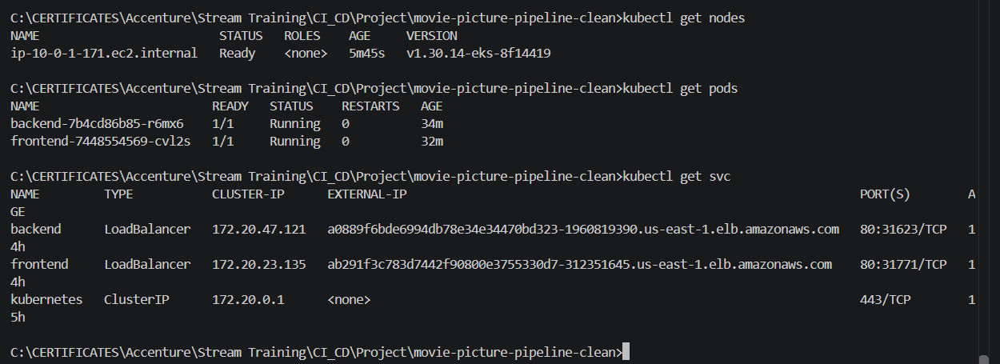 C:\CERTIFICATES\Accenture\Stream Training\CI_CD\Project\movie-picture-pipeline-clean>kubectl get nodes
NAME                         STATUS   ROLES    AGE     VERSION
ip-10-0-1-171.ec2.internal   Ready    <none>   5m45s   v1.30.14-eks-8f14419
C:\CERTIFICATES\Accenture\Stream Training\CI_CD\Project\movie-picture-pipeline-clean>kubectl get pods
NAME                        READY   STATUS    RESTARTS   AGE
backend-7b4cd86b85-r6mx6    1/1     Running   0          34m
frontend-7448554569-cvl2s   1/1     Running   0          32m
C:\CERTIFICATES\Accenture\Stream Training\CI_CD\Project\movie-picture-pipeline-clean>kubectl get svc
NAME         TYPE           CLUSTER-IP      EXTERNAL-IP                                                               PORT(S)        A
GE
backend      LoadBalancer   172.20.47.121   a0889f6bde6994db78e34e34470bd323-1960819390.us-east-1.elb.amazonaws.com   80:31623/TCP   1
4h
frontend     LoadBalancer   172.20.23.135   ab291f3c783d7442f90800e3755330d7-312351645.us-east-1.elb.amazonaws.com    80:31771/TCP   1
4h
kubernetes   ClusterIP      172.20.0.1      <none>                                                                    443/TCP        1
5h
C:\CERTIFICATES\Accenture\Stream Training\CI_CD\Project\movie-picture-pipeline-clean>